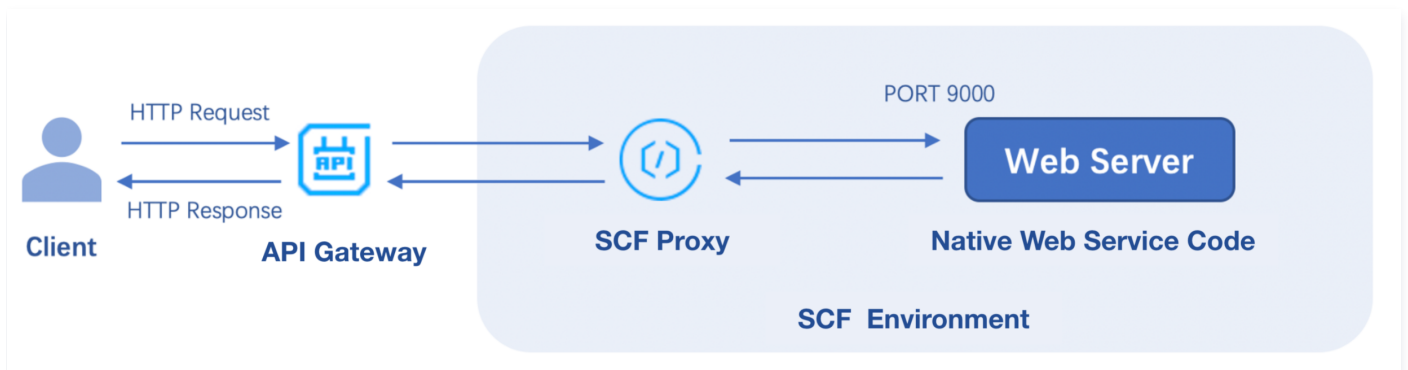 PORT 9000
HTTP Request
API
Web Server
HTTP Response
Client
API Gateway
SCF Proxy
Native Web Service Code
SCF Environment